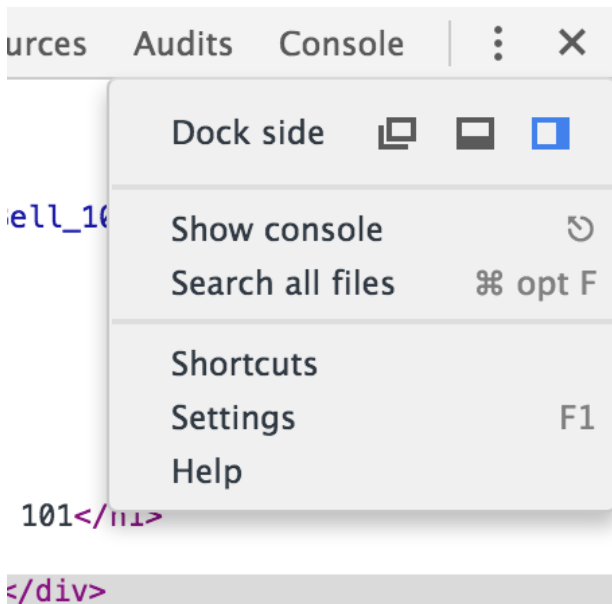 urces Audits Console
Dock side
ell_10
Show console
Search all files ⌘ opt F
Shortcuts
Settings F1
Help
101</h1>
</div>